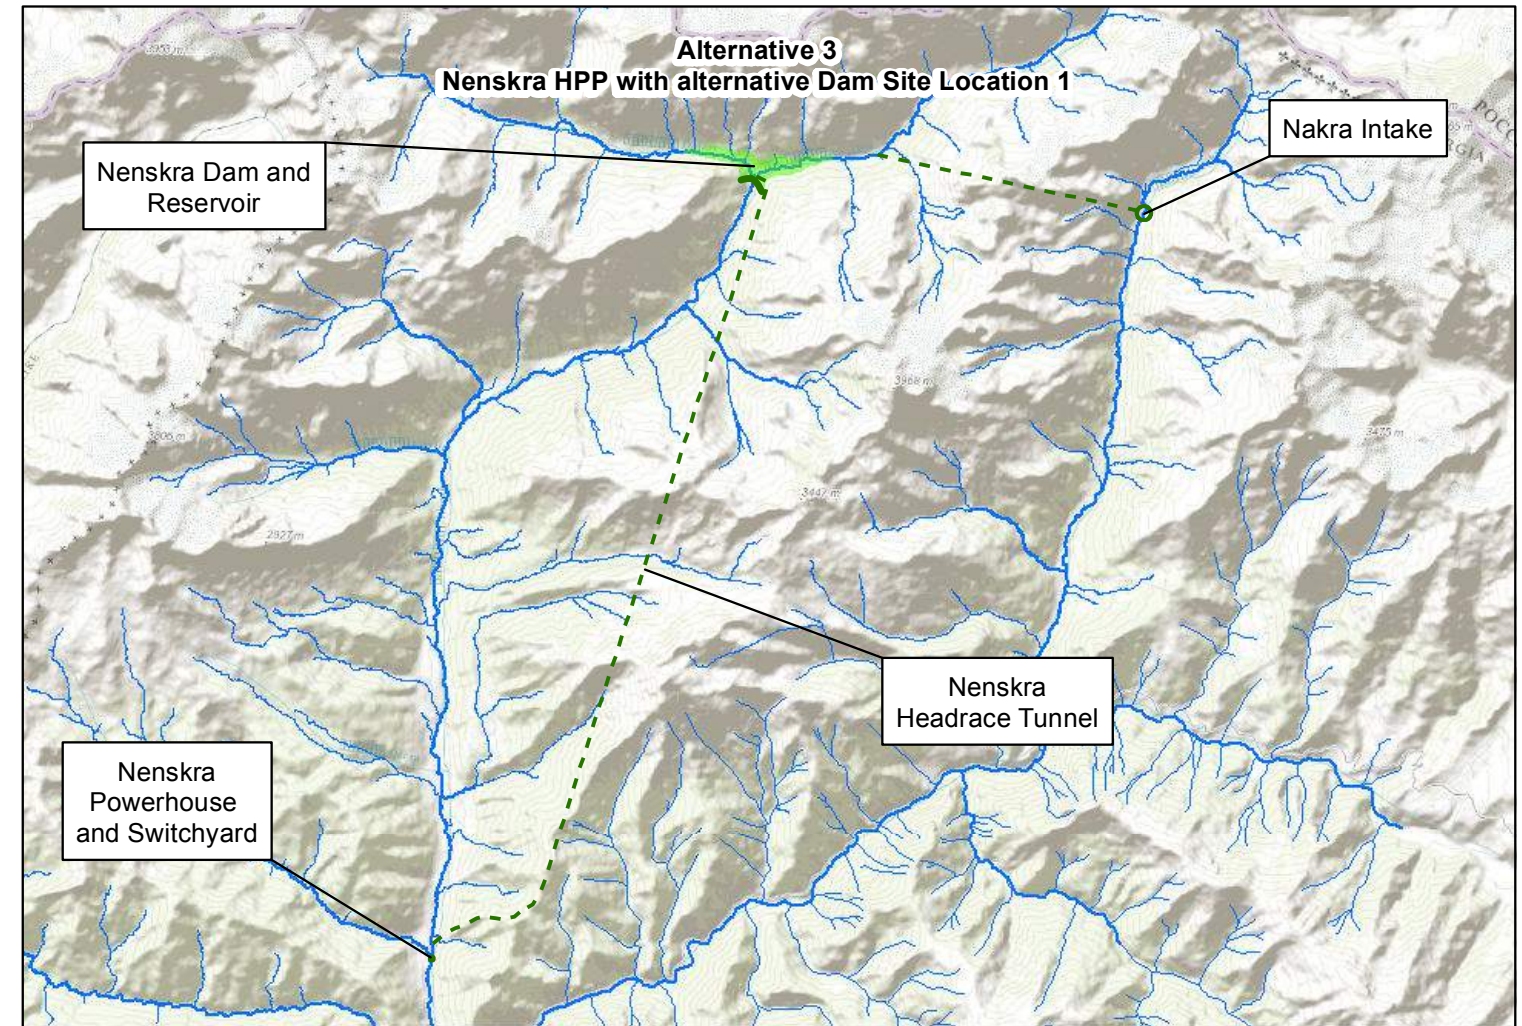 Alternative 3
Nenskra HPP with alternative Dam Site Location 1
3953 m
Nakra Intake
Nenskra Dam and
Reservoir
3968 m
3475 m
3447 m
2927 m
Nenskra
Headrace Tunnel
Nenskra
Powerhouse
and Switchyard